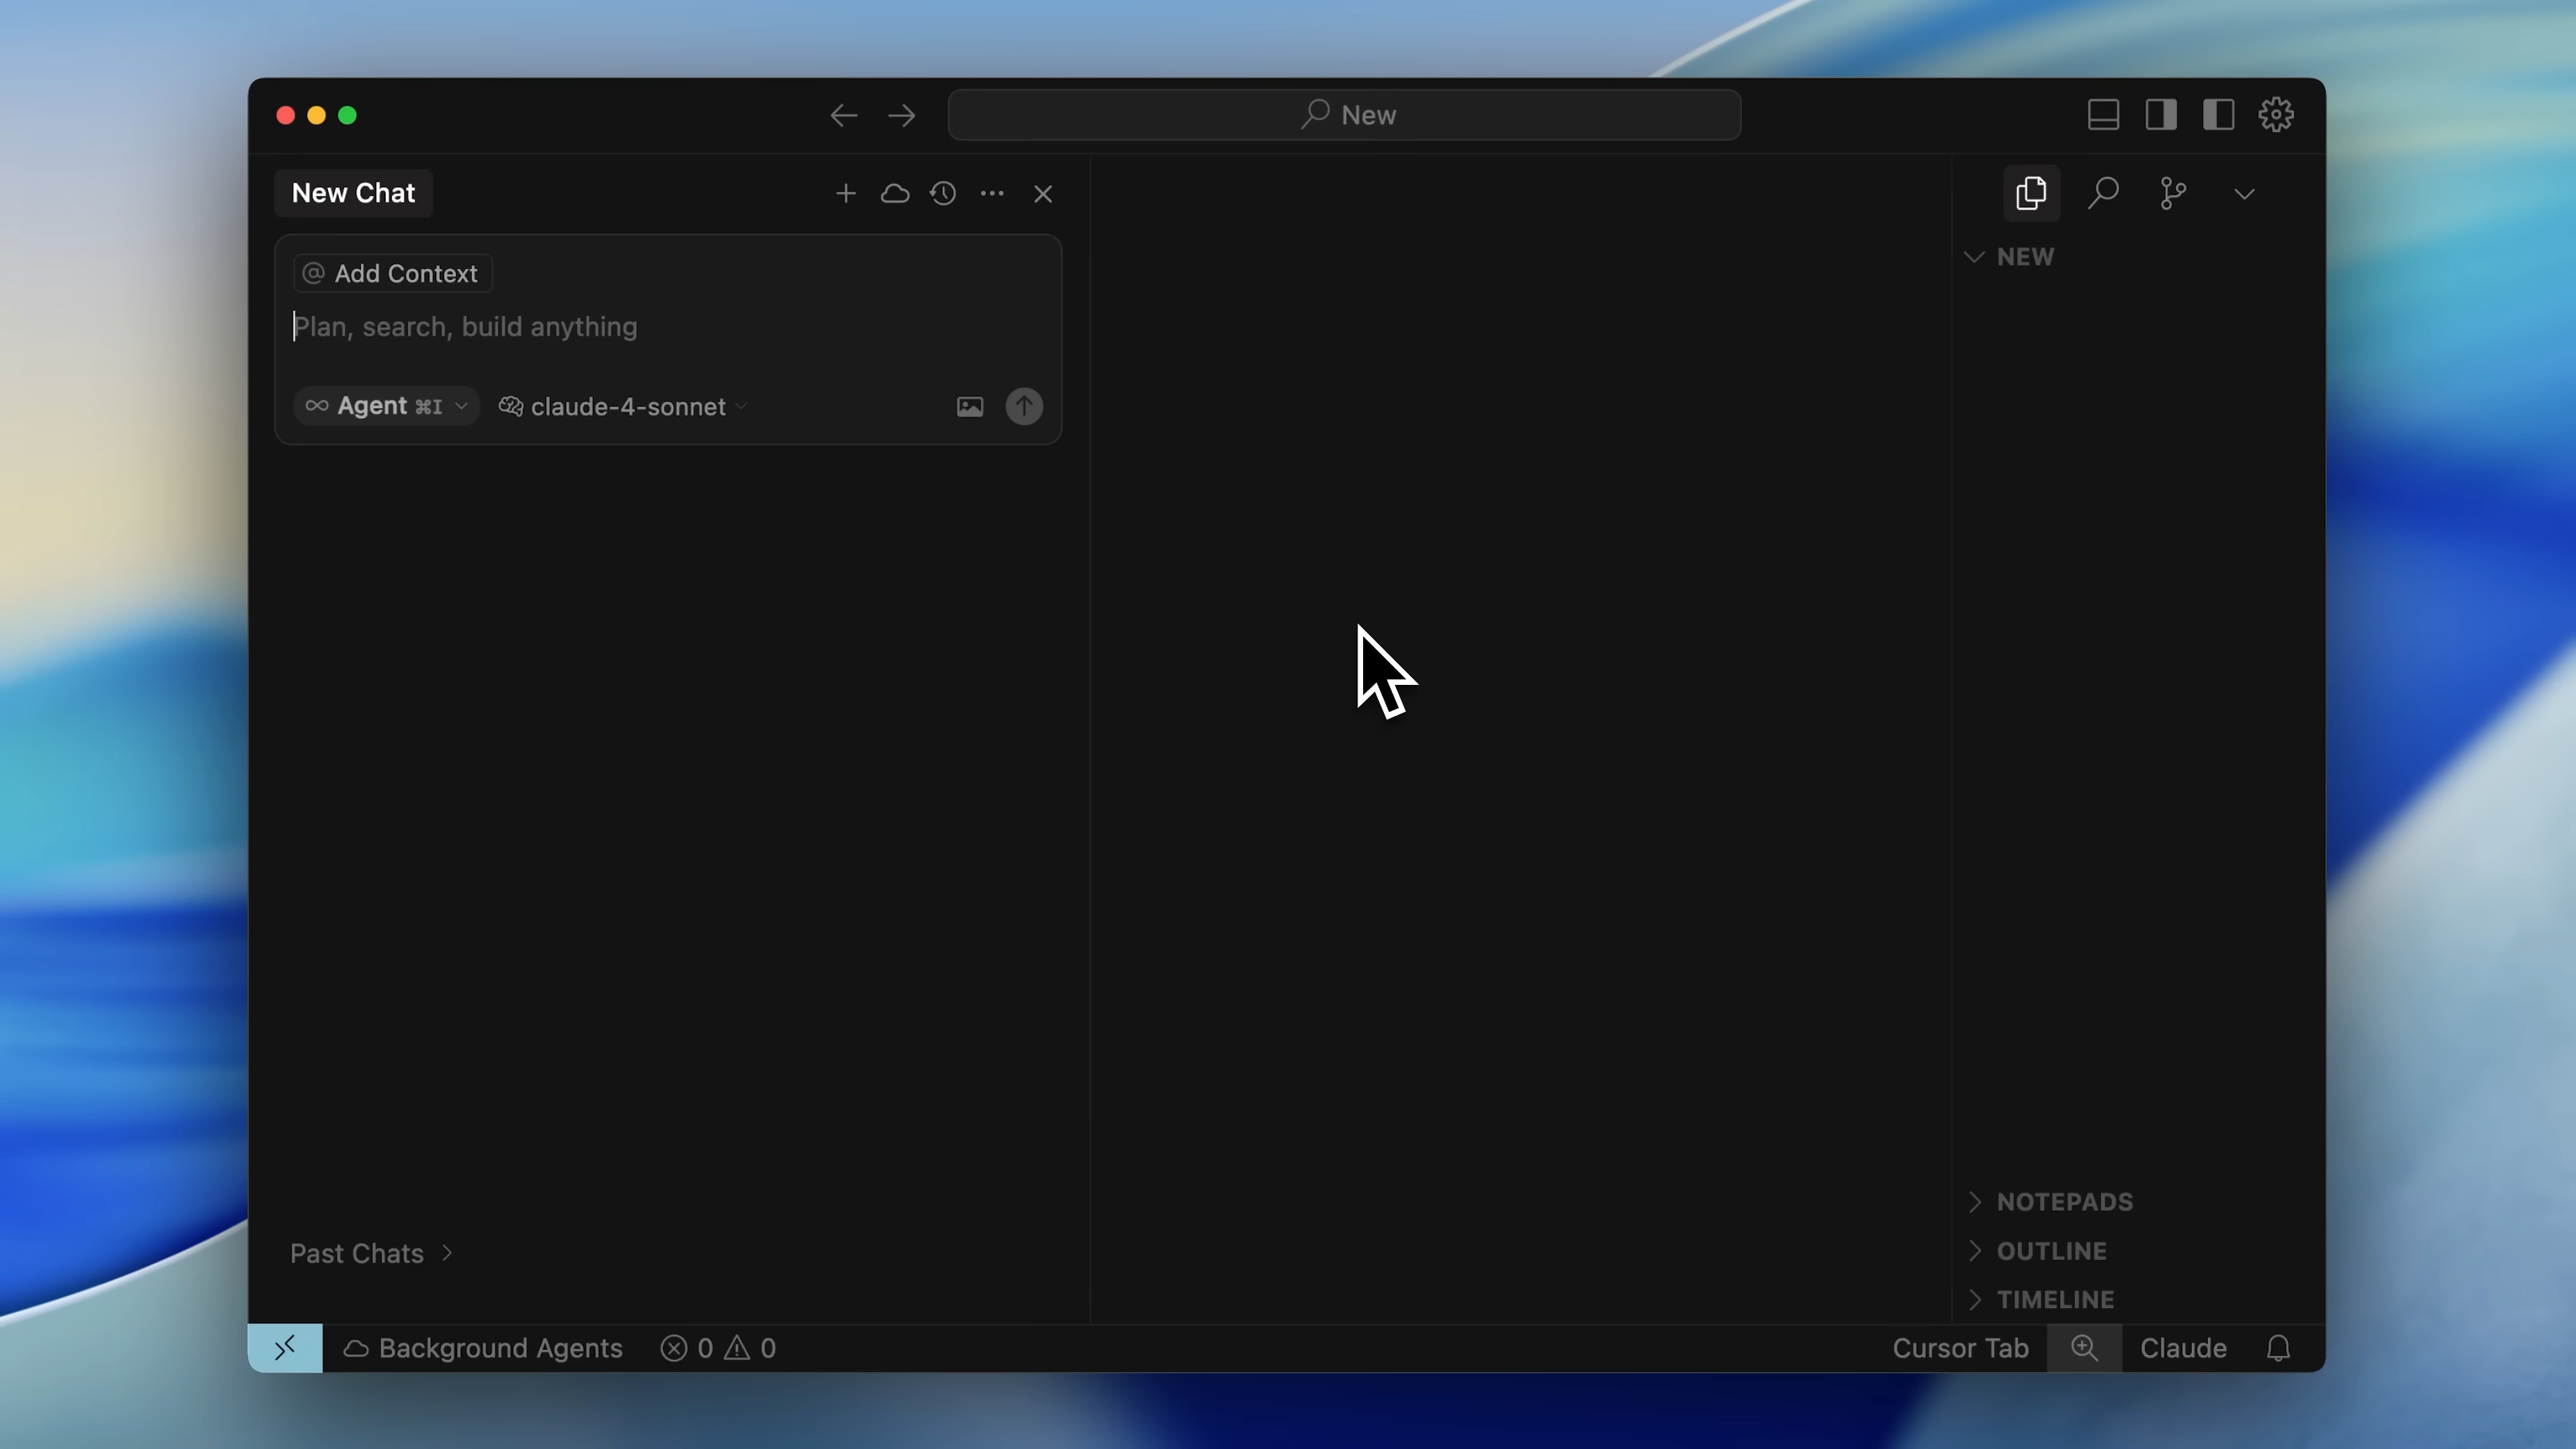 New
New Chat
Add Context
Plan, search, build anything
Agent ⌘I claude-4-sonnet
NEW
Past Chats
NOTEPADS
OUTLINE
TIMELINE
Background Agents 0 0 Cursor Tab Claude